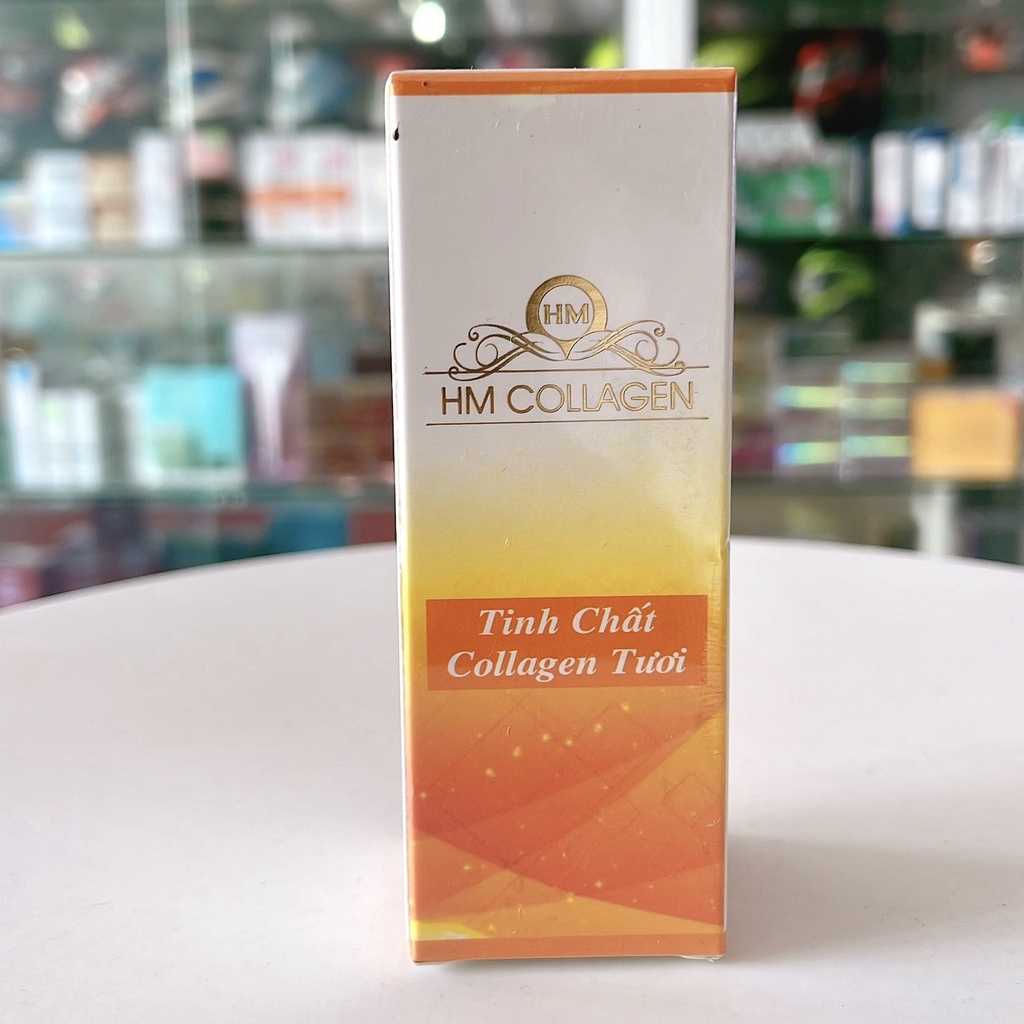 HM
HM COLLAGEN
Tinh Chất
Collagen Tươi